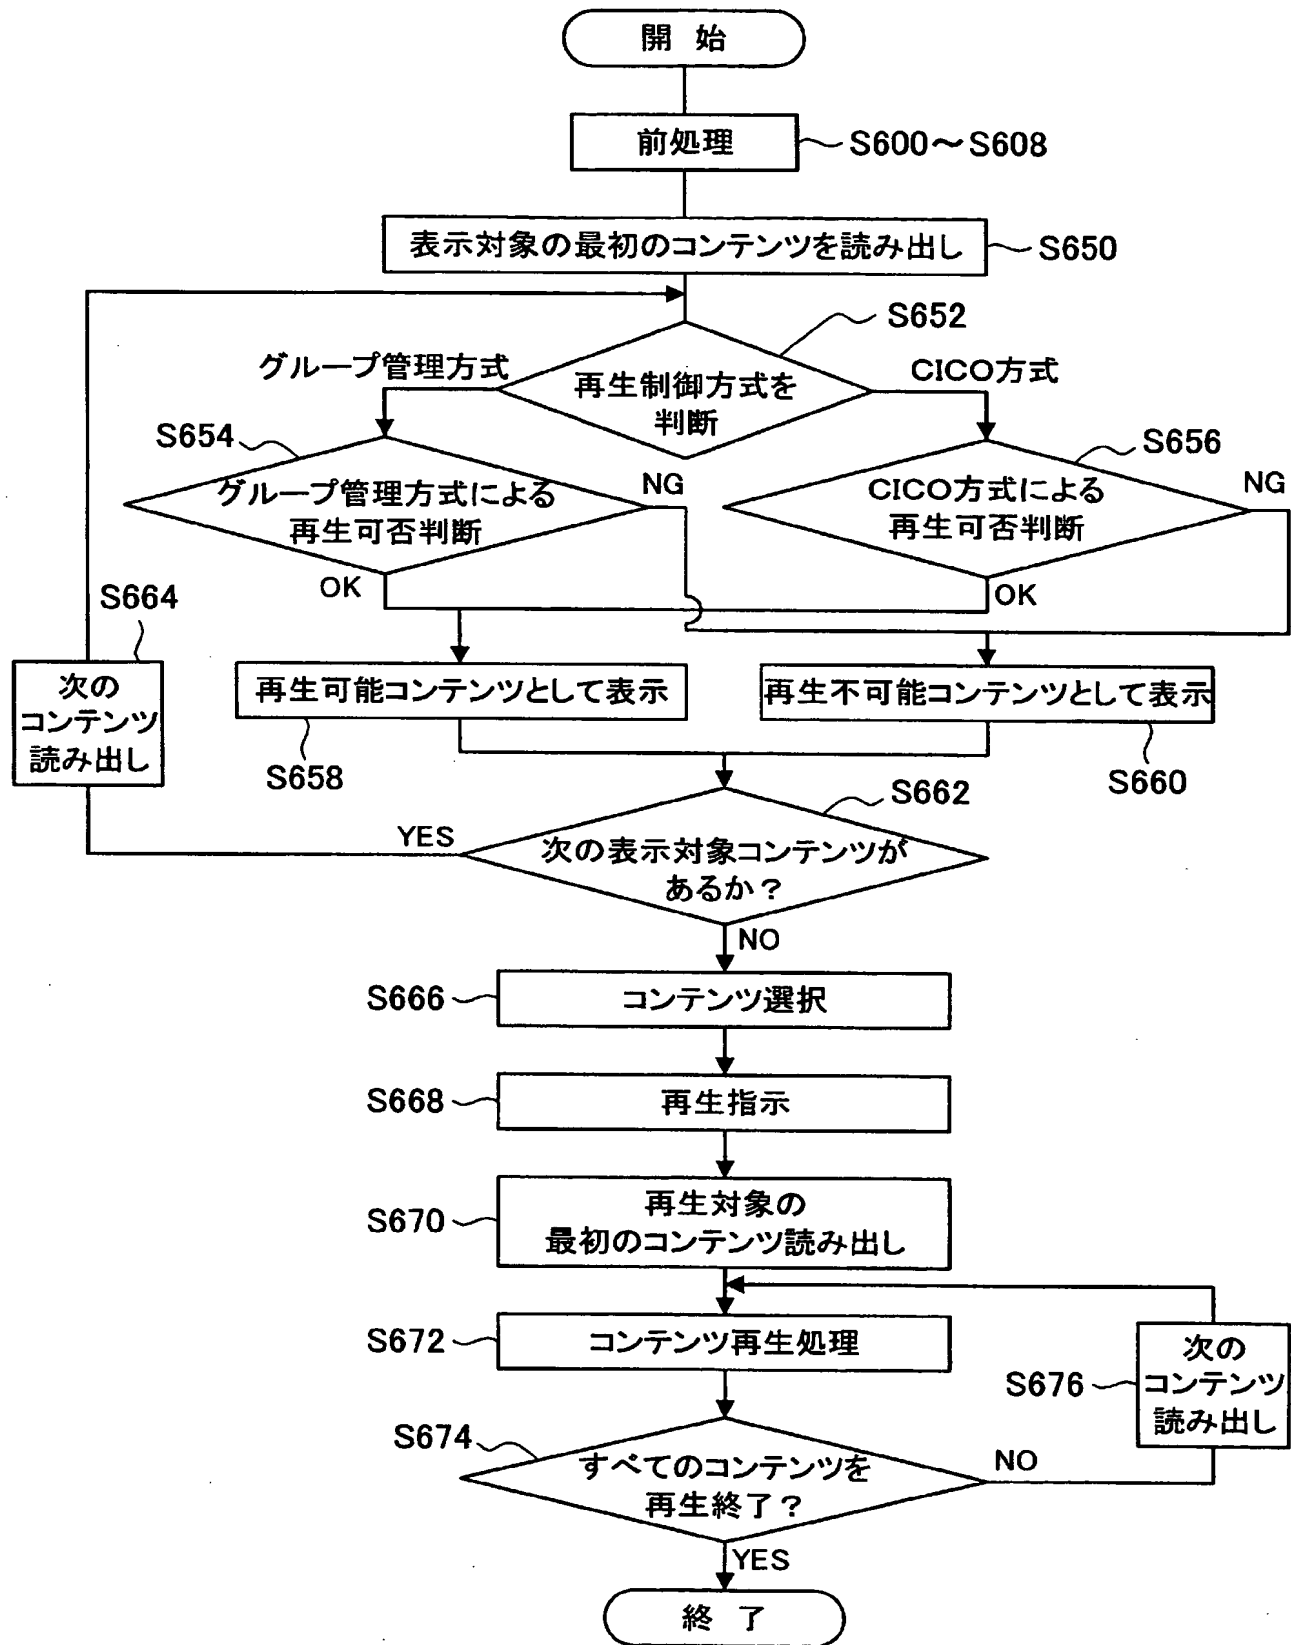 開 始
前処理
S600～S608
表示対象の最初のコンテンツを読み出し
S650
S652
グループ管理方式
CICO方式
再生制御方式を
判断
S654
S656
グループ管理方式による
再生可否判断
NG
CICO方式による
再生可否判断
NG
OK
OK
S664
次の
コンテンツ
読み出し
再生可能コンテンツとして表示
再生不可能コンテンツとして表示
S658
S660
S662
YES
次の表示対象コンテンツが
あるか？
NO
S666
コンテンツ選択
S668
再生指示
S670
再生対象の
最初のコンテンツ読み出し
S672
コンテンツ再生処理
S676
次の
コンテンツ
読み出し
S674
すべてのコンテンツを
再生終了？
NO
YES
終 了